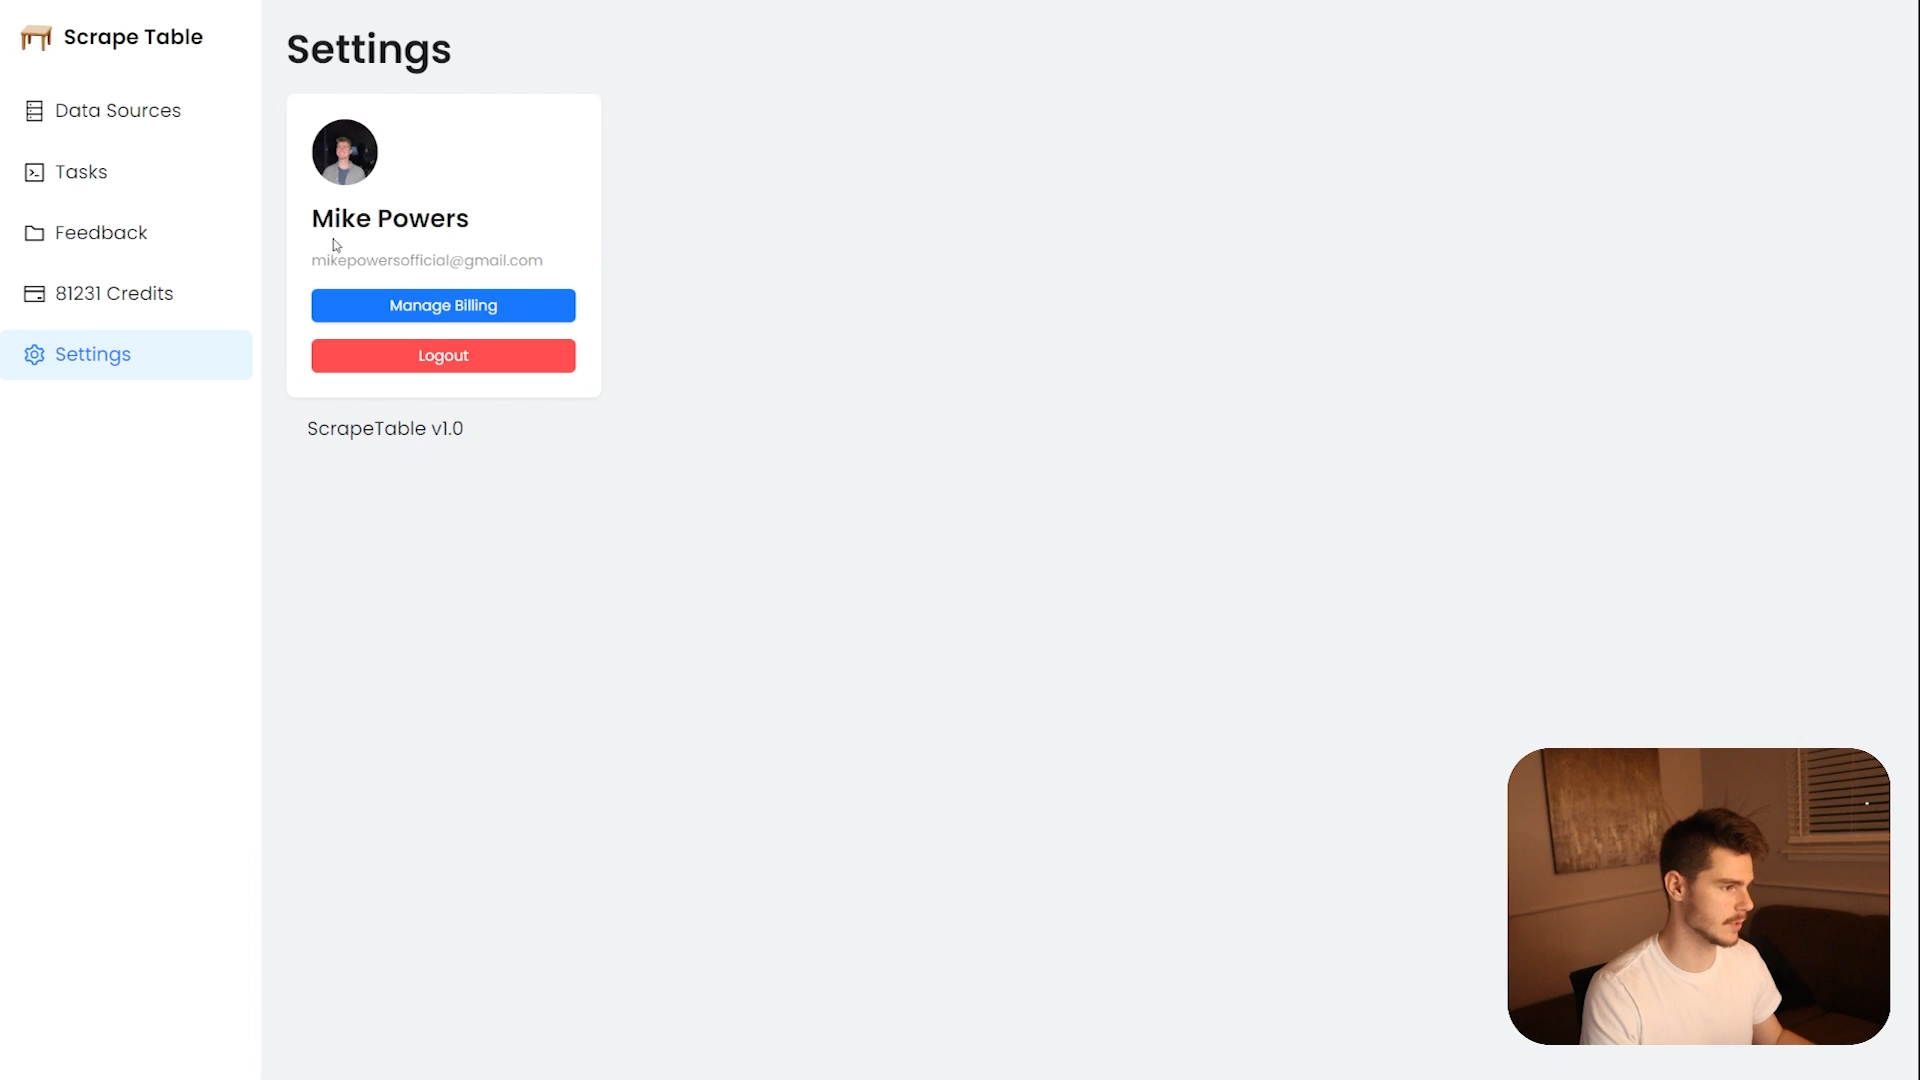 Scrape Table
Data Sources
Tasks
Feedback
81231 Credits
Settings
Settings
Mike Powers
mikepowersofficial@gmail.com
Manage Billing
Logout
ScrapeTable v1.0